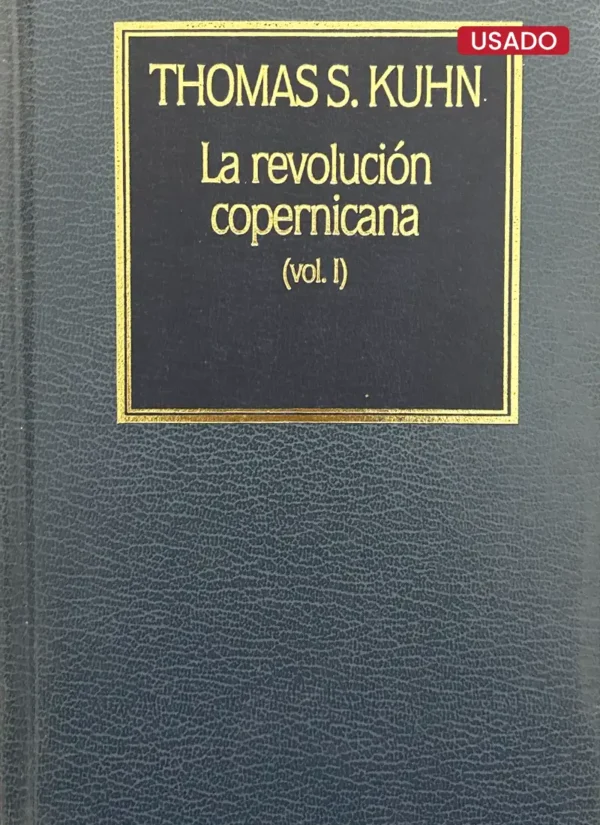 USADO
THOMAS S. KUHN
La revolución
copernicana
(vol. I)